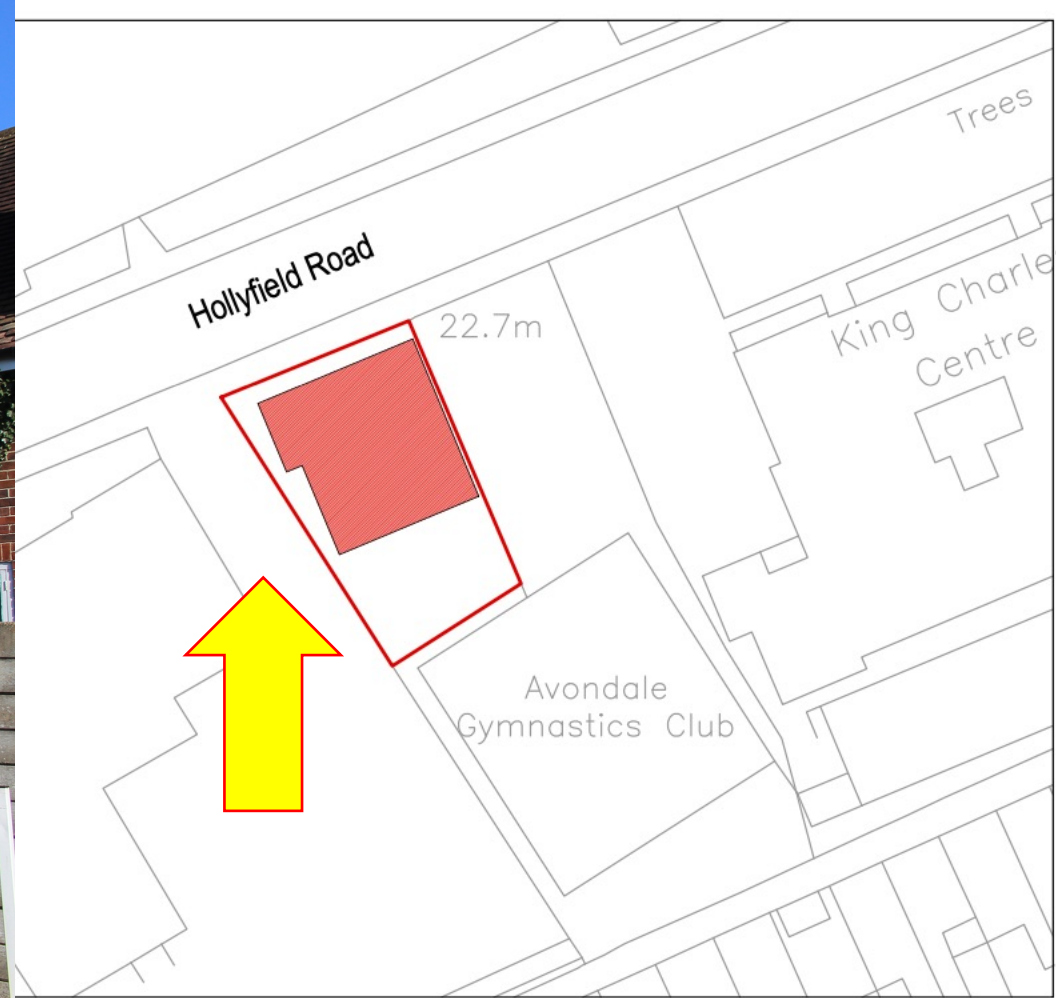 Trees
Hollyfield Road
King Charle
Centre
22.7m
Avondale
Gymnastics Club